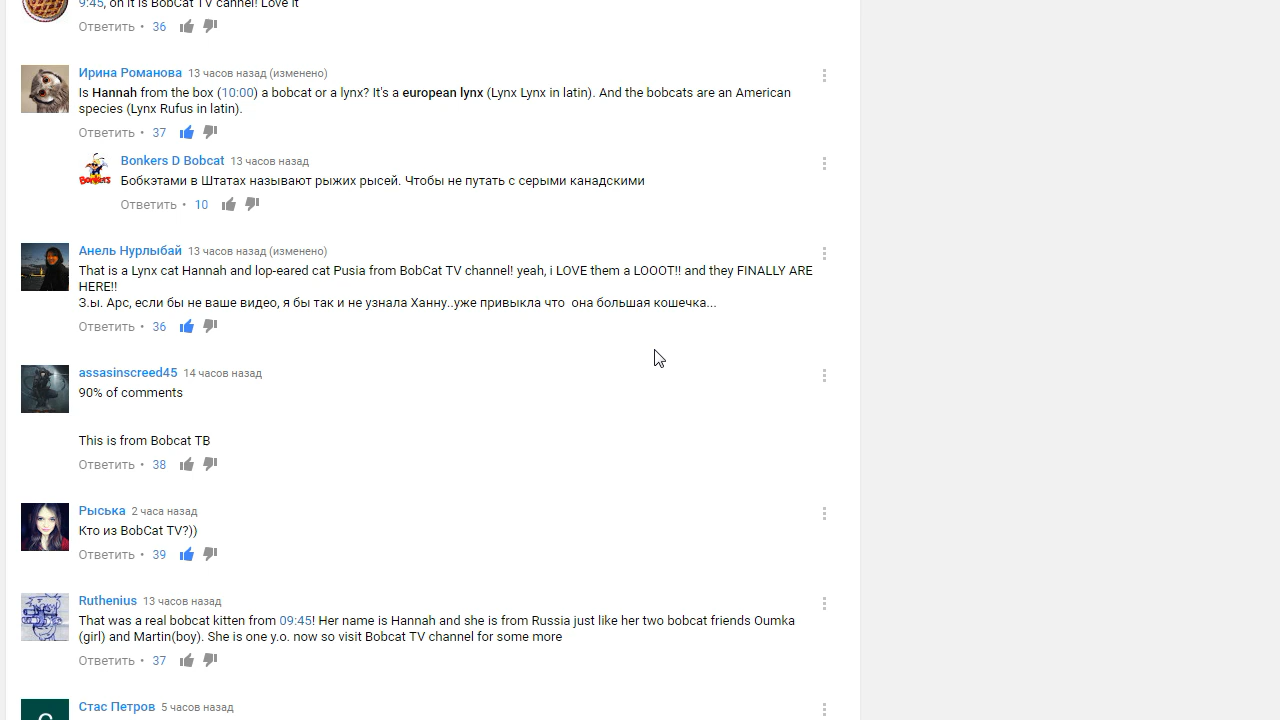 9:45, oh it is BobCat TV cannel! Love it
Ответить • 36
Ирина Романова 13 часов назад (изменено)
Is Hannah from the box (10:00) a bobcat or a lynx? It's a european lynx (Lynx Lynx in latin). And the bobcats are an American
species (Lynx Rufus in latin).
Ответить • 37
Bonkers D Bobcat 13 часов назад
BONKERS
Бобкэтами в Штатах называют рыжих рысей. Чтобы не путать с серыми канадскими
Ответить • 10
Анель Нурлыбай 13 часов назад (изменено)
That is a Lynx cat Hannah and lop-eared cat Pusia from BobCat TV channel! yeah, i LOVE them a LOOOT!! and they FINALLY ARE
HERE!!
З.ы. Арс, если бы не ваше видео, я бы так и не узнала Ханну..уже привыкла что она большая кошечка...
Ответить • 36
assasinscreed45 14 часов назад
90% of comments
This is from Bobcat ТВ
Ответить • 38
Рыська 2 часа назад
Кто из BobCat TV?))
Ответить • 39
Ruthenius 13 часов назад
That was a real bobcat kitten from 09:45! Her name is Hannah and she is from Russia just like her two bobcat friends Oumka
(girl) and Martin(boy). She is one y.o. now so visit Bobcat TV channel for some more
Ответить • 37
Стас Петров 5 часов назад